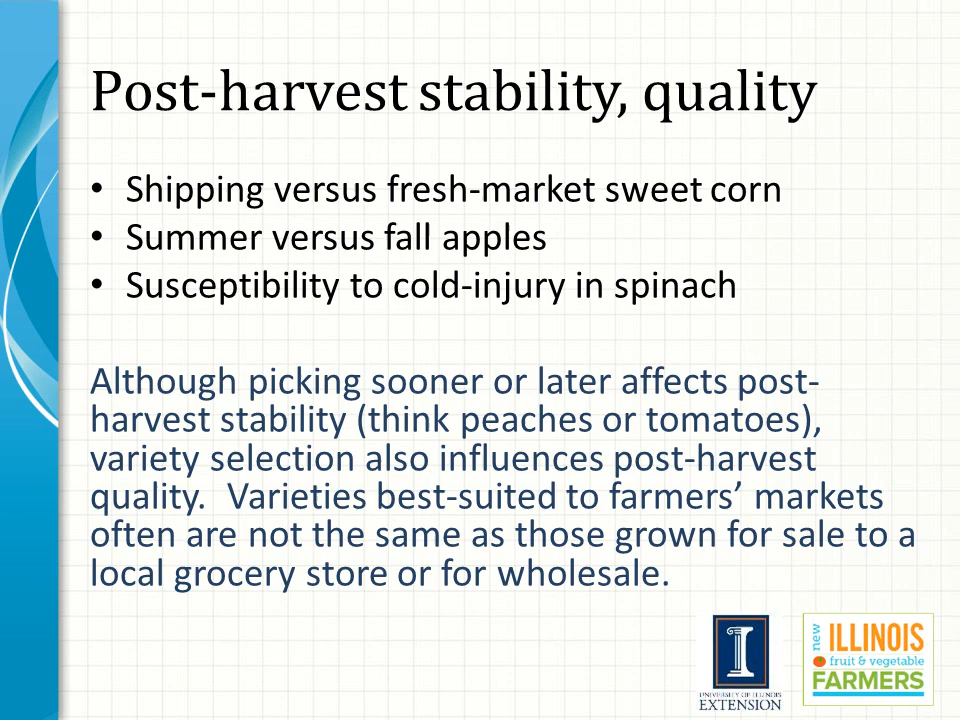 Post-harvest stability, quality
• Shipping versus fresh-market sweet corn
• Summer versus fall apples
• Susceptibility to cold-injury in spinach
Although picking sooner or later affects post-
harvest stability (think peaches or tomatoes),
variety selection also influences post-harvest
quality.  Varieties best-suited to farmers’ markets
often are not the same as those grown for sale to a
local grocery store or for wholesale.
I
UNIVERSITY OF ILLINOIS
EXTENSION
new
ILLINOIS
fruit & vegetable
FARMERS